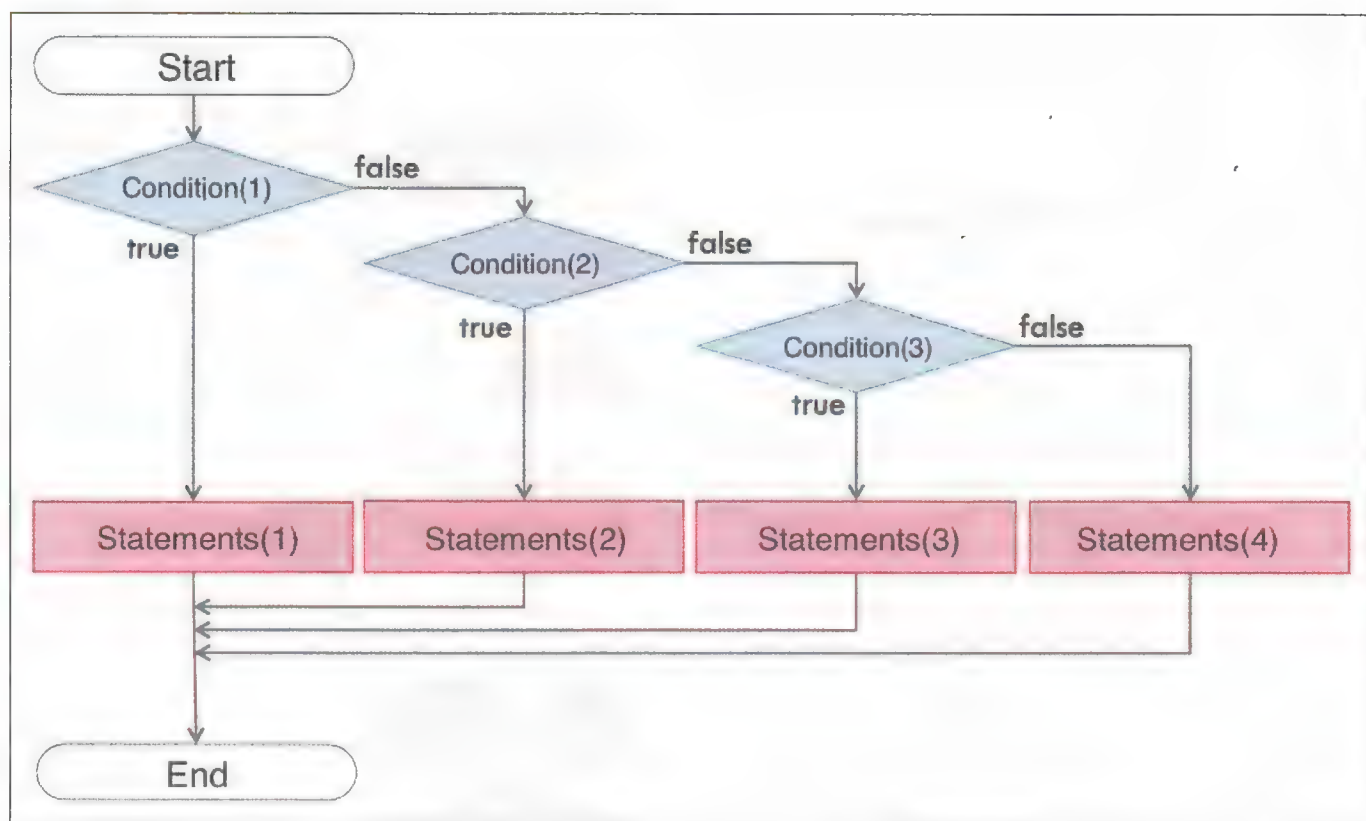 Start
Condition(1)
false
true
Condition(2)
false
true
Condition(3)
false
true
Statements(1)
Statements(2)
Statements(3)
Statements(4)
End